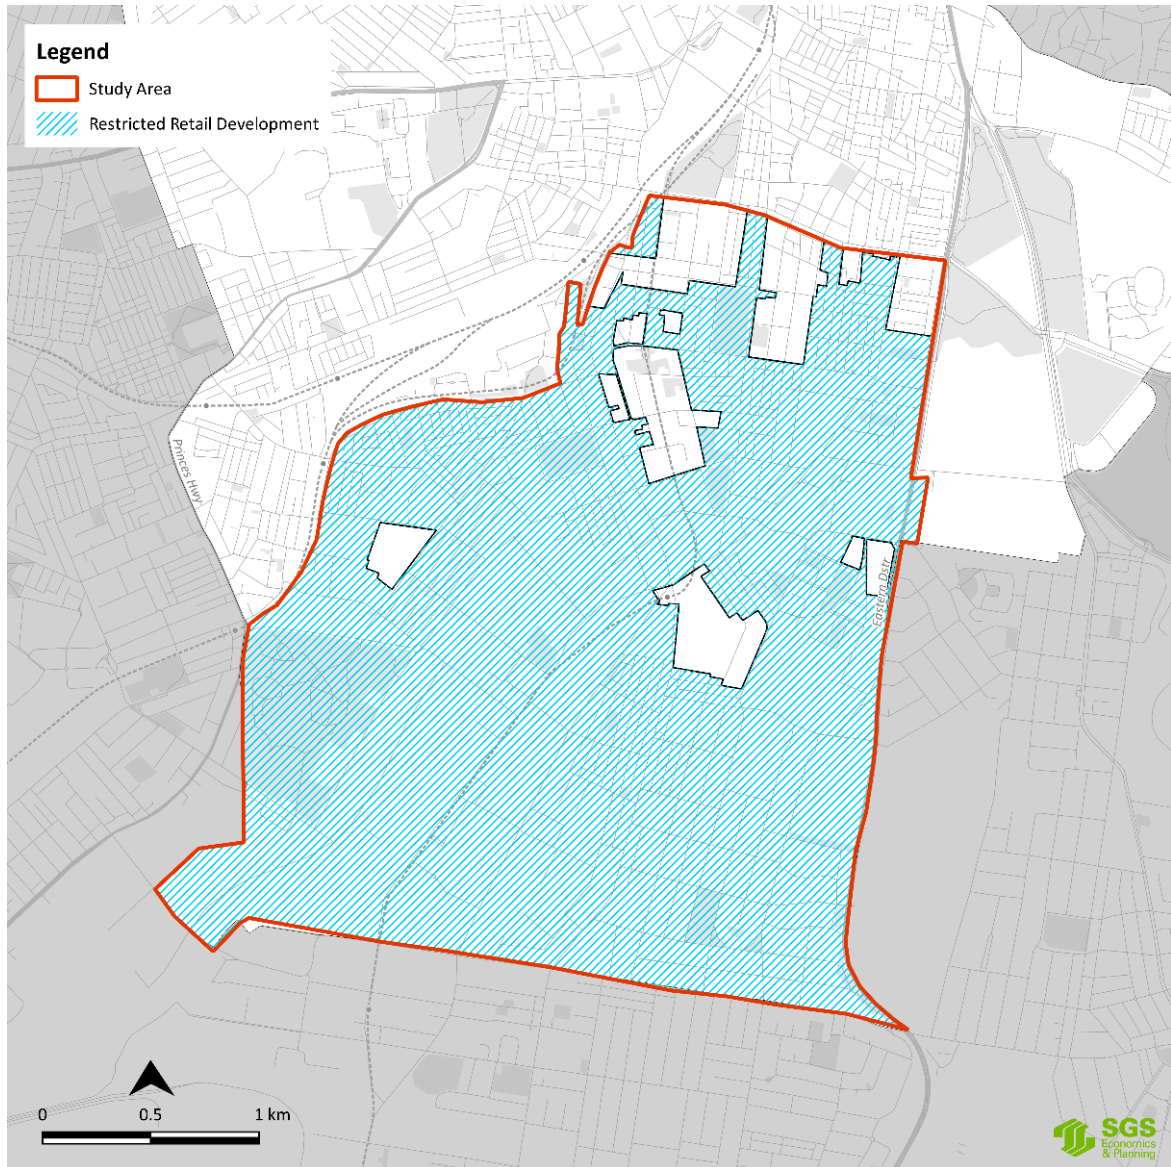 Legend
Study Area
Restricted Retail Development
Princes Hwy
Eastern Dstr
0 0.5 1 km
SGS
Economics
& Planning